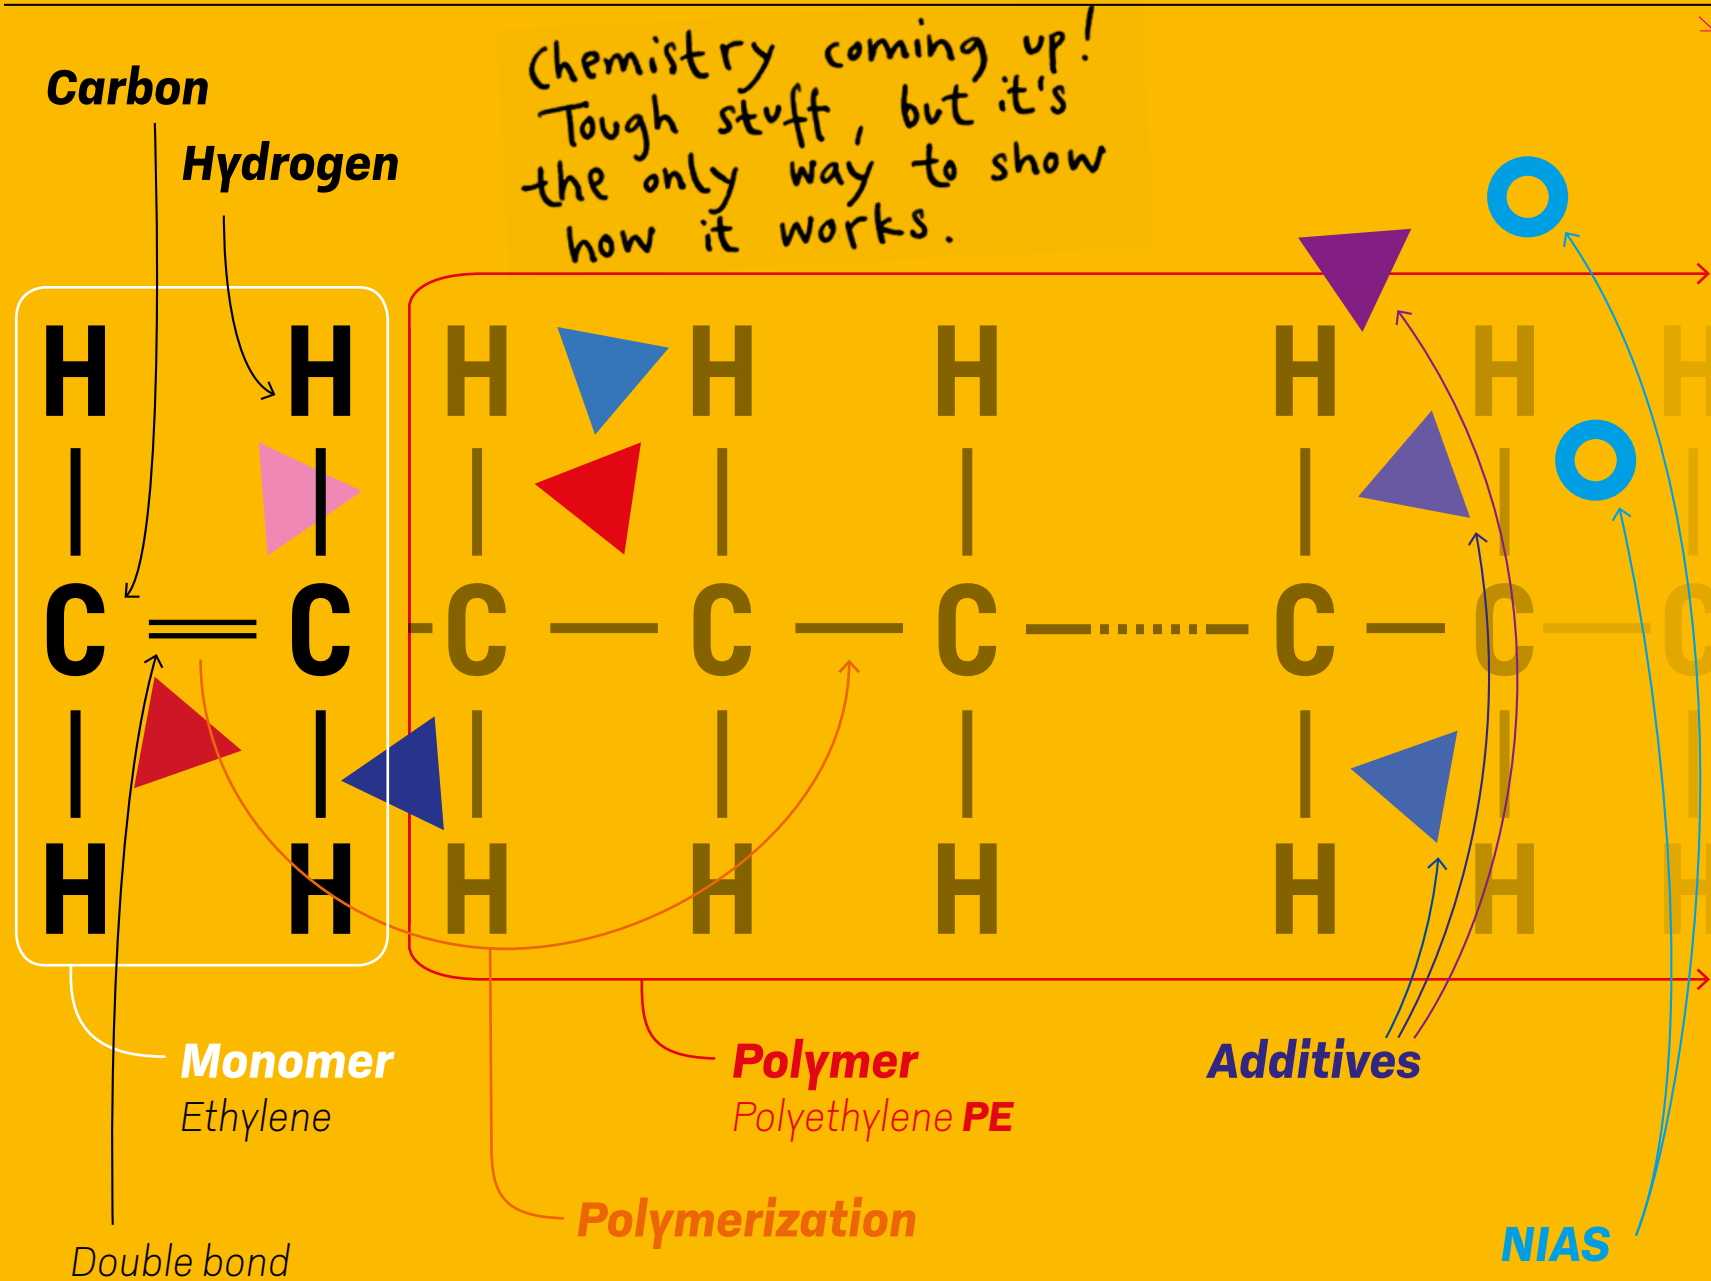 Chemistry coming up!
Tough stuff, but it's
the only way to show
how it works.
Carbon
Hydrogen
H H H H H H H H
C C C C C C C C
H H H H H H H H
Monomer
Ethylene
Polymer
Polyethylene PE
Additives
Polymerization
Double bond
NIAS